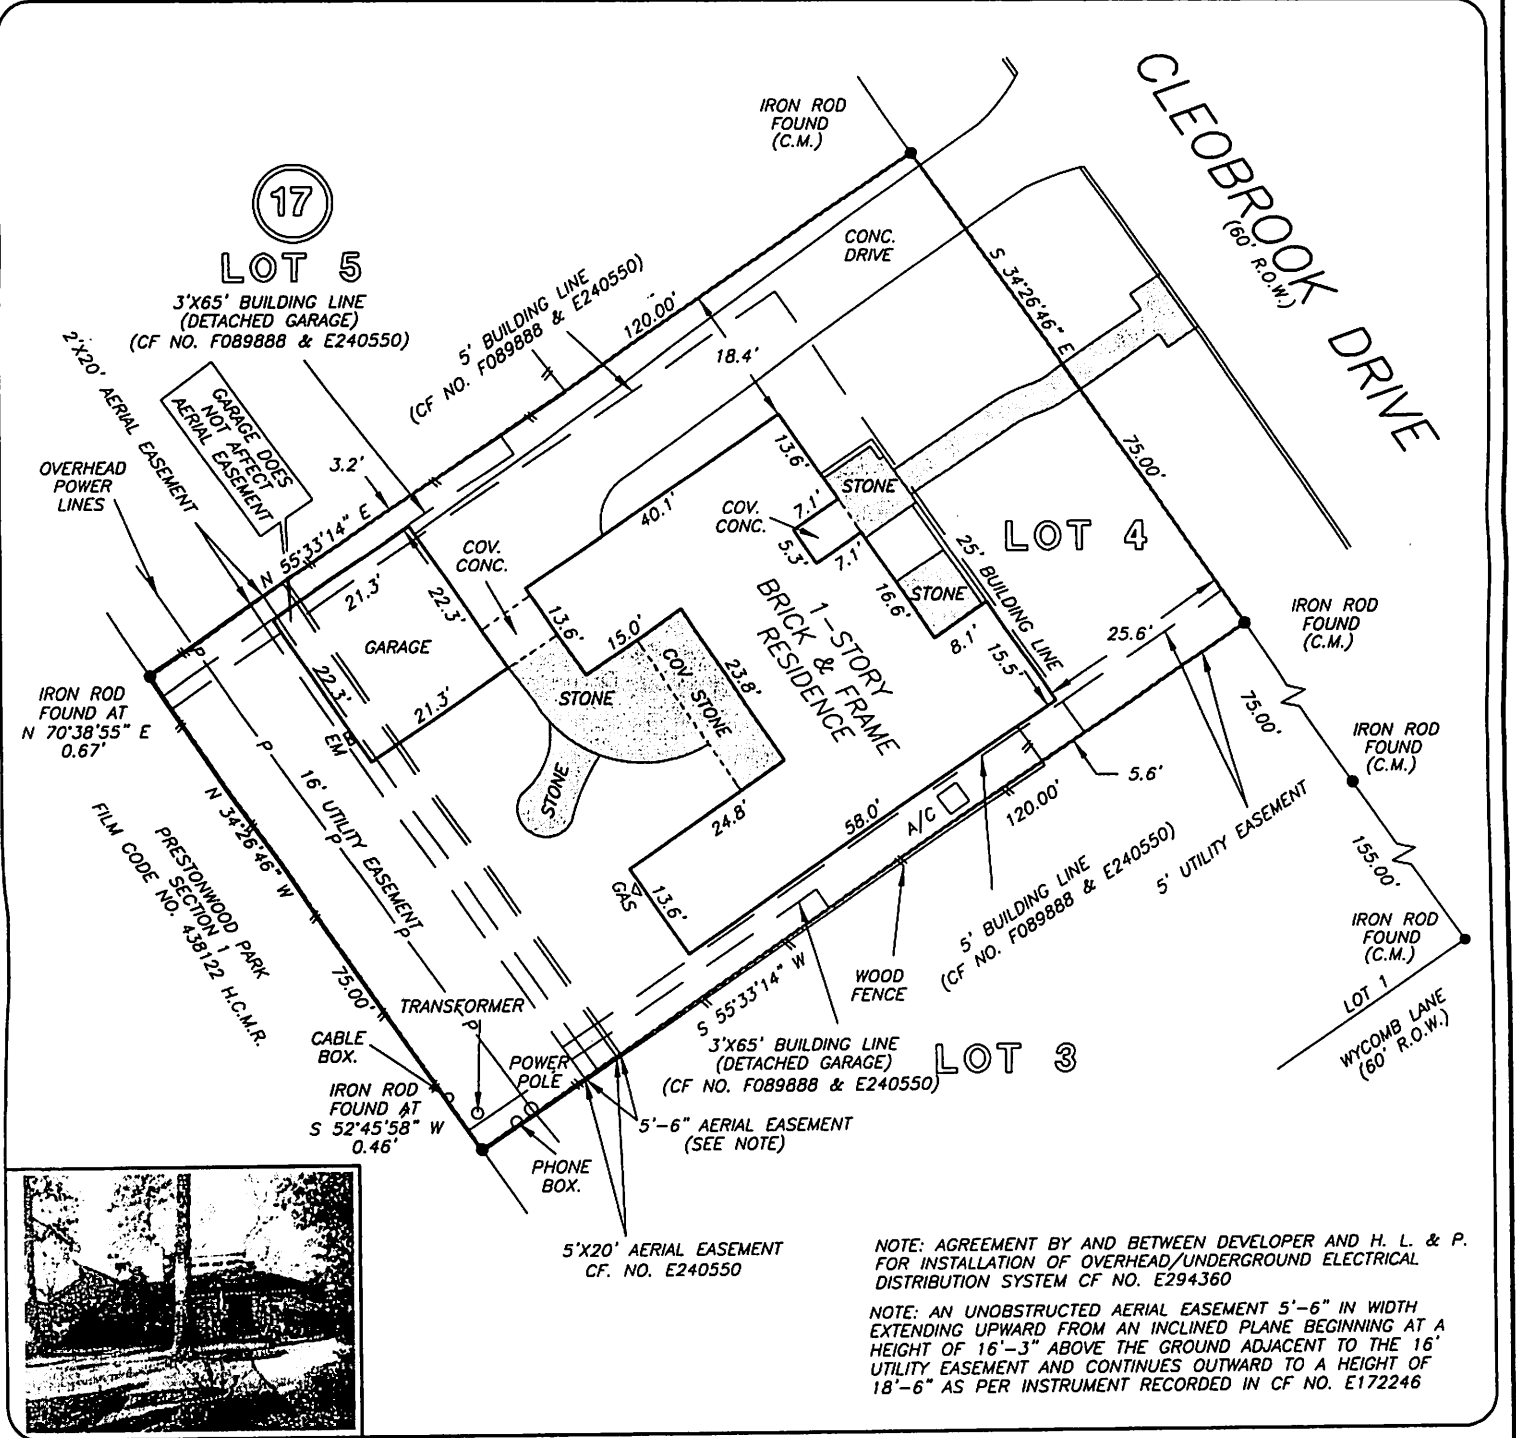 CLEOBROOK DRIVE
(60' R.O.W.)
IRON ROD
FOUND
(C.M.)
17
LOT 5
3'X65' BUILDING LINE
(DETACHED GARAGE)
(CF NO. F089888 & E240550)
5' BUILDING LINE
(CF NO. F089888 & E240550)
120.00'
CONC.
DRIVE
S 34°26'46" E
75.00'
18.4'
2'X20' AERIAL EASEMENT
GARAGE DOES
NOT AFFECT
AERIAL EASEMENT
OVERHEAD
POWER
LINES
3.2'
N 55°33'14" E
21.3'
22.3'
COV.
CONC.
40.1'
13.6'
STONE
COV.
CONC.
7.1'
5.3'
7.1'
LOT 4
25' BUILDING LINE
16.6'
STONE
8.1'
15.5'
25.6'
IRON ROD
FOUND
(C.M.)
GARAGE
13.6'
15.0'
1-STORY
BRICK & FRAME
RESIDENCE
STONE
COV. STONE
23.8'
22.3'
21.3'
EM
IRON ROD
FOUND AT
N 70°38'55" E
0.67'
P
P
P
P
P
16' UTILITY EASEMENT
STONE
24.8'
58.0'
A/C
120.00'
5.6'
75.00'
IRON ROD
FOUND
(C.M.)
5' UTILITY EASEMENT
5' BUILDING LINE
(CF NO. F089888 & E240550)
155.00'
IRON ROD
FOUND
(C.M.)
LOT 1
WYCOMB LANE
(60' R.O.W.)
N 34°26'46" W
PRESTONWOOD PARK
SECTION 1
FILM CODE NO. 438122 H.C.M.R.
75.00'
GAS
13.6'
WOOD
FENCE
S 55°33'14" W
TRANSFORMER
CABLE
BOX.
3'X65' BUILDING LINE
(DETACHED GARAGE)
(CF NO. F089888 & E240550)
LOT 3
POWER
POLE
IRON ROD
FOUND AT
S 52°45'58" W
0.46'
5'-6" AERIAL EASEMENT
(SEE NOTE)
PHONE
BOX.
5'X20' AERIAL EASEMENT
CF. NO. E240550
NOTE: AGREEMENT BY AND BETWEEN DEVELOPER AND H. L. & P.
FOR INSTALLATION OF OVERHEAD/UNDERGROUND ELECTRICAL
DISTRIBUTION SYSTEM CF NO. E294360
NOTE: AN UNOBSTRUCTED AERIAL EASEMENT 5'-6" IN WIDTH
EXTENDING UPWARD FROM AN INCLINED PLANE BEGINNING AT A
HEIGHT OF 16'-3" ABOVE THE GROUND ADJACENT TO THE 16'
UTILITY EASEMENT AND CONTINUES OUTWARD TO A HEIGHT OF
18'-6" AS PER INSTRUMENT RECORDED IN CF NO. E172246